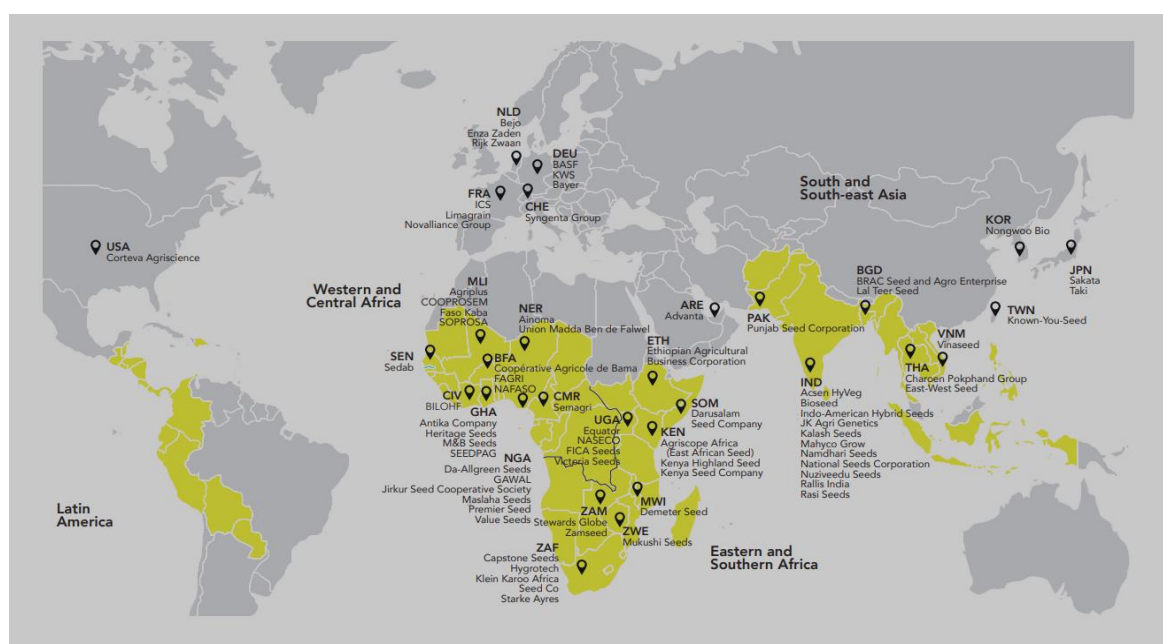 NLD
Bejo
Enza Zaden
Rijk Zwaan
DEU
BASF
KWS
Bayer
FRA
ICS
Limagrain
Novalliance Group
CHE
Syngenta Group
South and
South-east Asia
KOR
Nongwoo Bio
USA
Corteva Agriscience
JPN
Sakata
Taki
BGD
BRAC Seed and Agro Enterprise
Lal Teer Seed
Western and
Central Africa
MLI
Agriplus
COOPROSEM
Faso Kaba
SOPROSA
NER
Ainoma
Union Madda Ben de Falwel
ARE
Advanta
PAK
Punjab Seed Corporation
TWN
Known-You-Seed
VNM
Vinaseed
ETH
Ethiopian Agricultural
Business Corporation
SEN
Sedab
BFA
Coopérative Agricole de Bama
FAGRI
NAFASO
THA
Charoen Pokphand Group
East-West Seed
CIV
BILOHF
CMR
Semagri
IND
Acsen HyVeg
Bioseed
Indo-American Hybrid Seeds
JK Agri Genetics
Kalash Seeds
Mahyco Grow
Namdhari Seeds
National Seeds Corporation
Nuziveedu Seeds
Rallis India
Rasi Seeds
SOM
Darusalam
Seed Company
GHA
Antika Company
Heritage Seeds
M&B Seeds
SEEDPAG
UGA
Equator
NASECO
FICA Seeds
Victoria Seeds
KEN
Agriscope Africa
(East African Seed)
Kenya Highland Seed
Kenya Seed Company
NGA
Da-Allgreen Seeds
GAWAL
Jirkur Seed Cooperative Society
Maslaha Seeds
Premier Seed
Value Seeds
MWI
Demeter Seed
Latin
America
ZAM
Stewards Globe
Zamseed
ZWE
Mukushi Seeds
ZAF
Capstone Seeds
Hygrotech
Klein Karoo Africa
Seed Co
Starke Ayres
Eastern and
Southern Africa